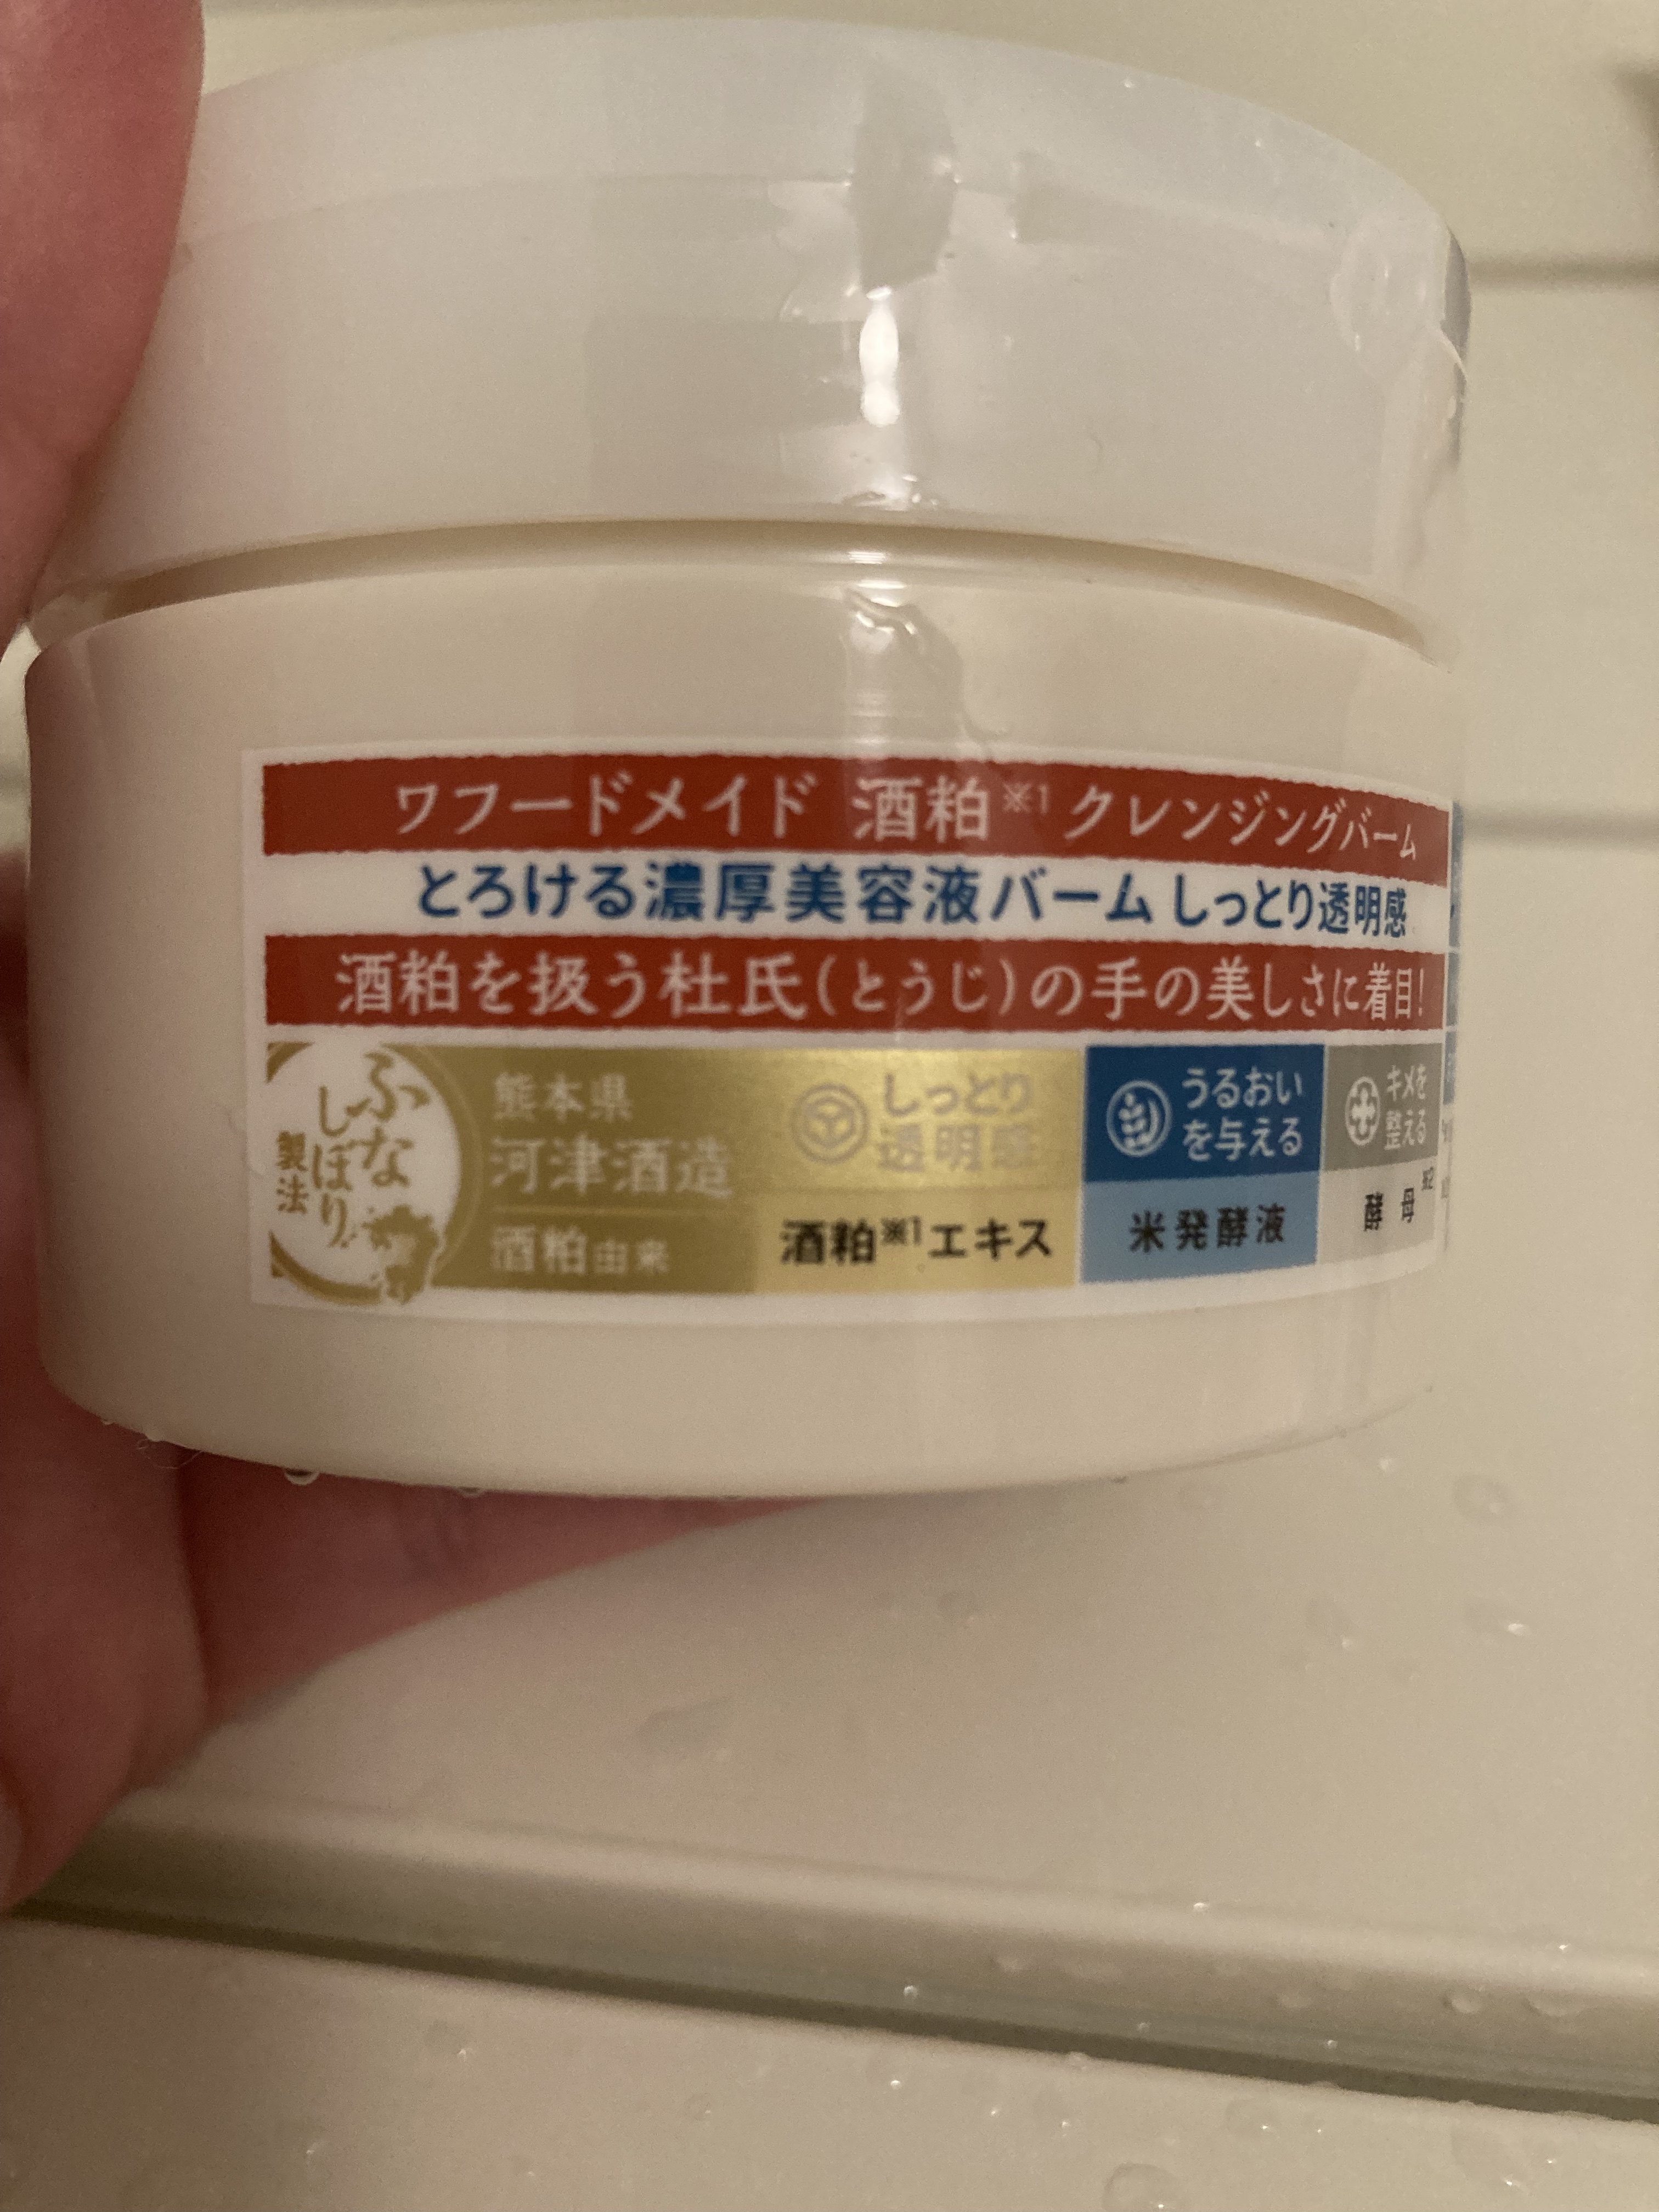 ワフードメイド 酒粕※1 クレンジングバーム
とろける濃厚美容液バーム しっとり透明感
酒粕を扱う杜氏(とうじ)の手の美しさに着目!
ふな
しぼり
製法
熊本県
河津酒造
酒粕由来
しっとり
透明感
酒粕※1エキス
うるおい
を与える
米発酵液
キメを
整える
酵母※2